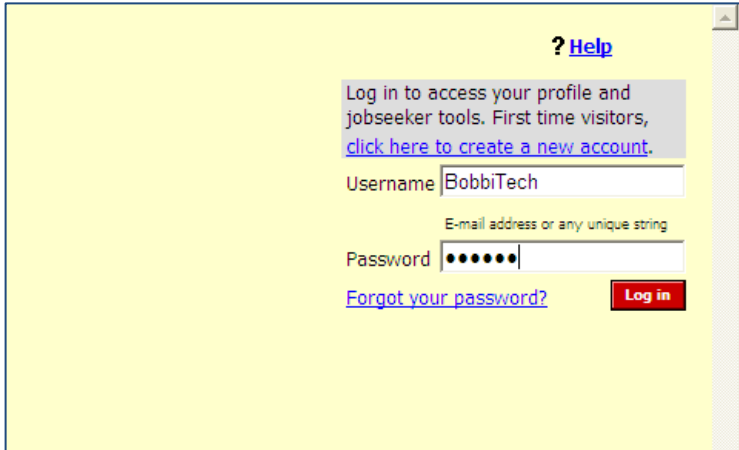 ? Help
Log in to access your profile and
jobseeker tools. First time visitors,
click here to create a new account.
Username BobbiTech
E-mail address or any unique string
Password ●●●●●●
Forgot your password? Log in